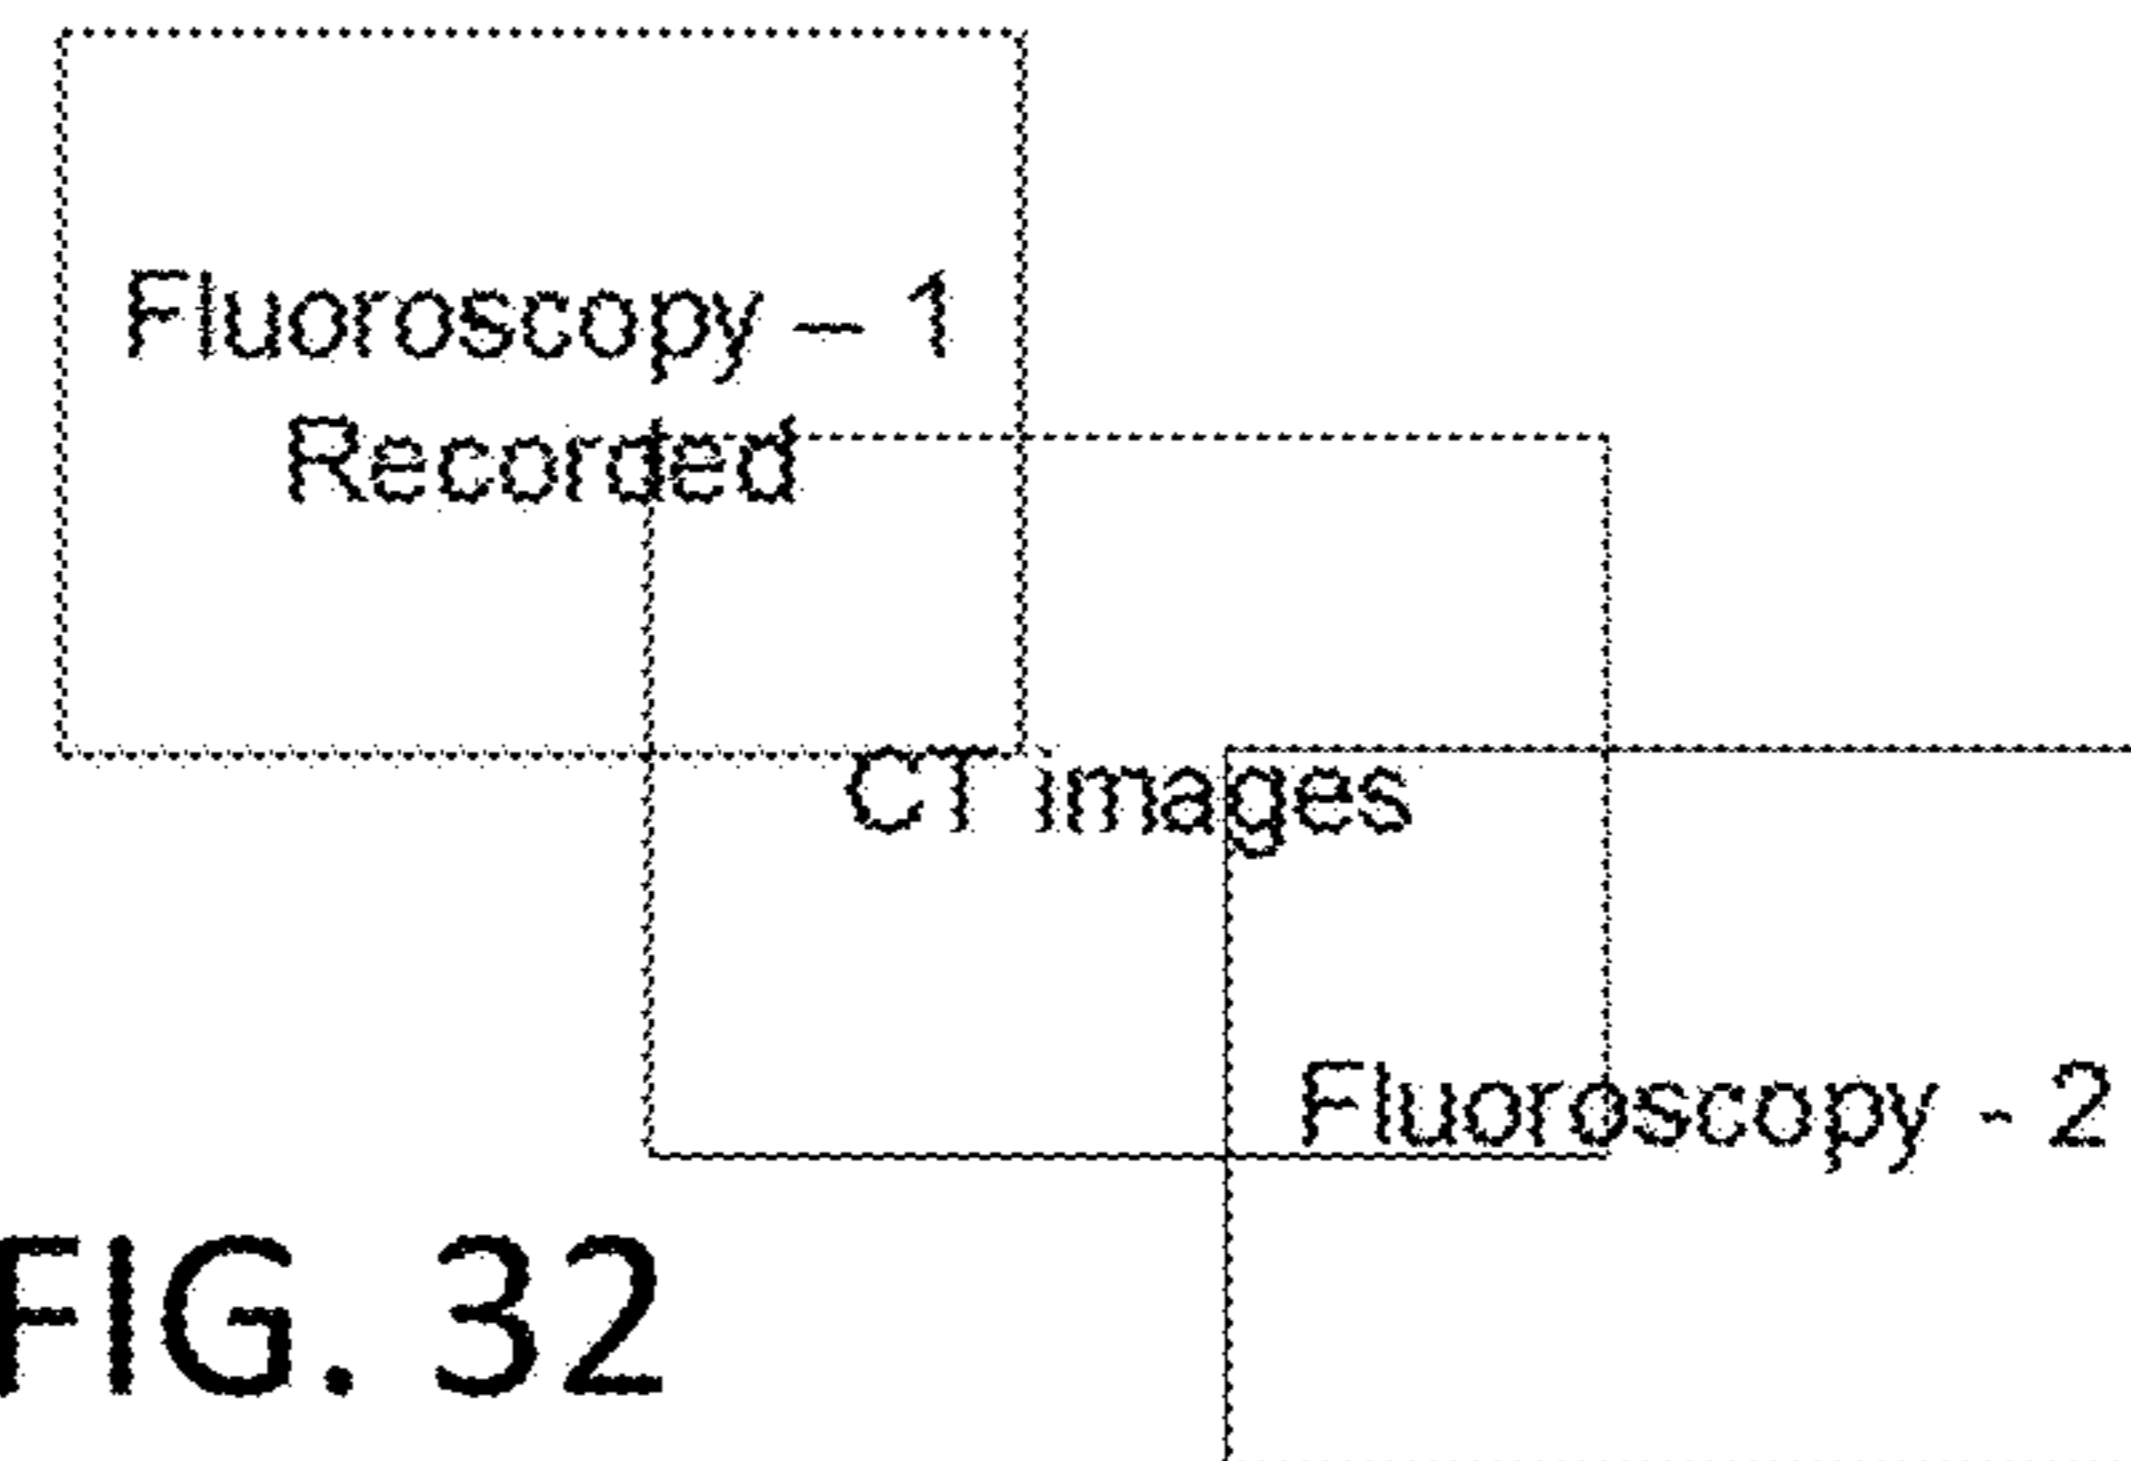 Fluoroscopy – 1
Recorded
CT images
Fluoroscopy - 2
FIG. 32